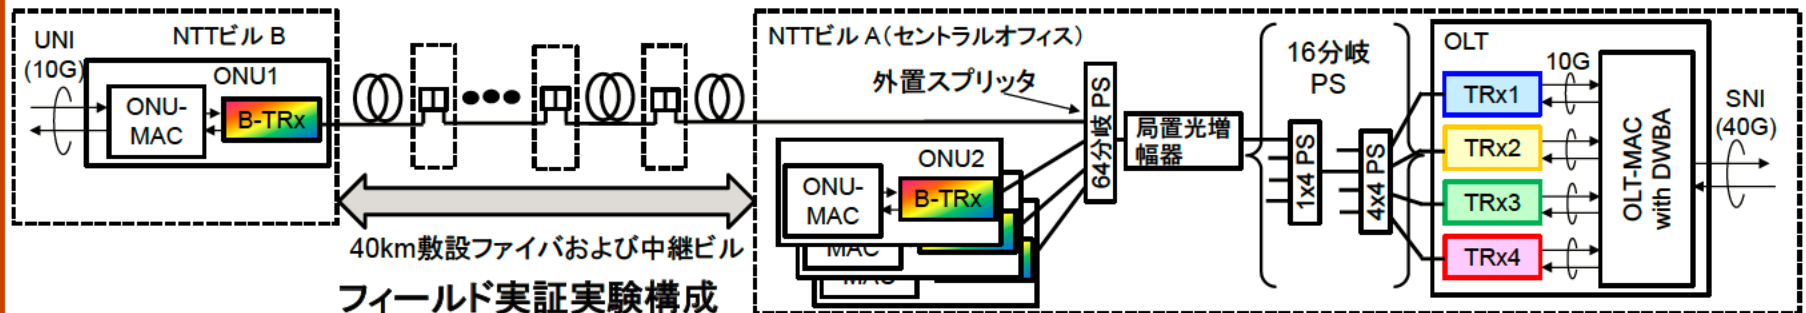 NTTビル B
UNI
(10G)
ONU1
ONU-
MAC
B-TRx
40km敷設ファイバおよび中継ビル
フィールド実証実験構成
NTTビル A(セントラルオフィス)
外置スプリッタ
64分岐 PS
局置光増
幅器
ONU2
ONU-
MAC
B-TRx
MAC
MAC
16分岐
PS
1x4 PS
4x4 PS
OLT
TRx1
TRx2
TRx3
TRx4
10G
OLT-MAC
with DWBA
SNI
(40G)